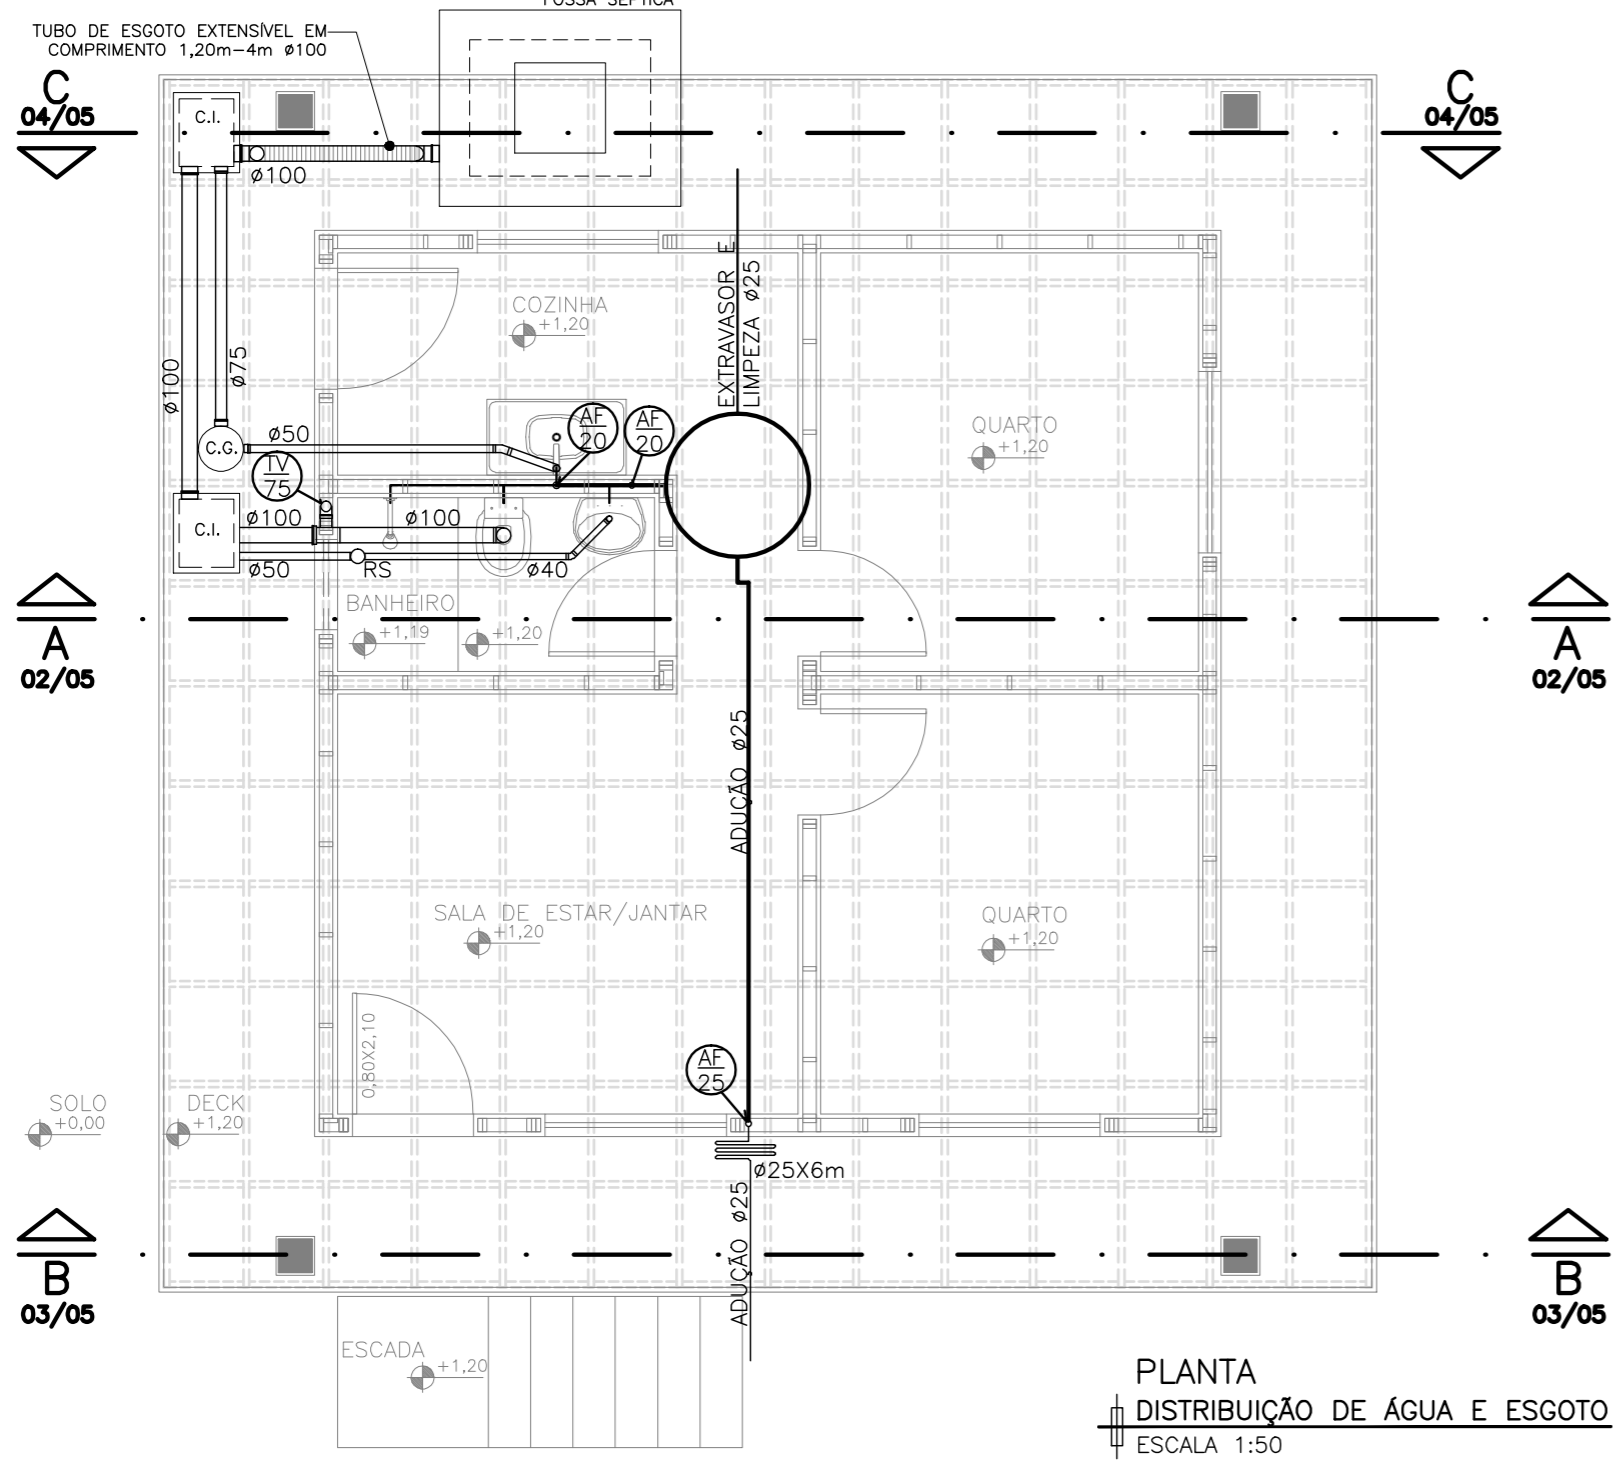 FOSSA SÉPTICA
TUBO DE ESGOTO EXTENSÍVEL EM
COMPRIMENTO 1,20m-4m ø100
C
04/05
C
04/05
C.I.
ø100
ø100
ø75
EXTRAVASOR E
LIMPEZA ø25
COZINHA
+1,20
QUARTO
+1,20
AF
20
AF
20
C.G.
ø50
TV
75
C.I.
ø100
ø100
ø50
RS
ø40
BANHEIRO
+1,19
+1,20
A
02/05
A
02/05
ADUÇÃO ø25
SALA DE ESTAR/JANTAR
+1,20
QUARTO
+1,20
0,80X2,10
AF
25
SOLO
+0,00
DECK
+1,20
ø25X6m
ADUÇÃO ø25
B
03/05
B
03/05
ESCADA
+1,20
PLANTA
DISTRIBUIÇÃO DE ÁGUA E ESGOTO
ESCALA 1:50